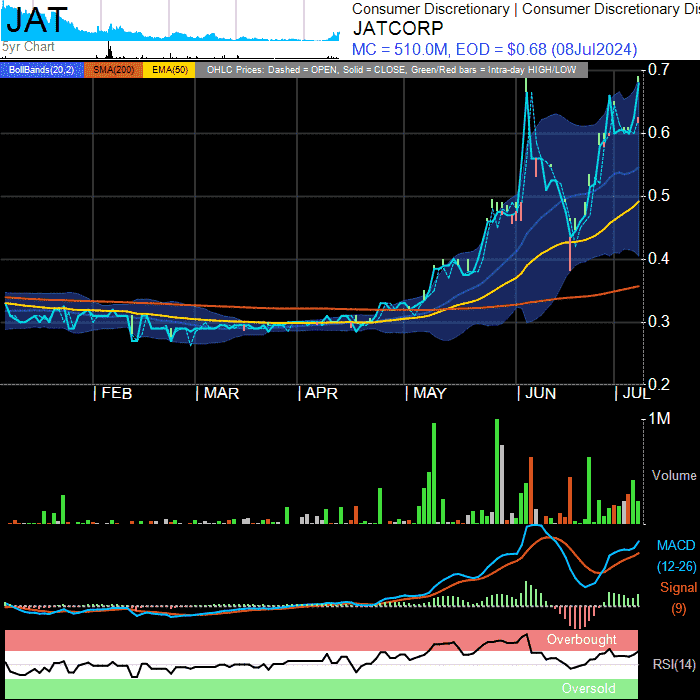 JAT
5yr Chart
Consumer Discretionary | Consumer Discretionary Dis
JATCORP
MC = 510.0M, EOD = $0.68 (08Jul2024)
BollBands(20,2) SMA(200) EMA(50) OHLC Prices: Dashed = OPEN, Solid = CLOSE, Green/Red bars = Intra-day HIGH/LOW
0.7
0.6
0.5
0.4
0.3
0.2
| FEB | MAR | APR | MAY | JUN | JUL
1M
Volume
MACD
(12-26)
Signal
(9)
Overbought
RSI(14)
Oversold